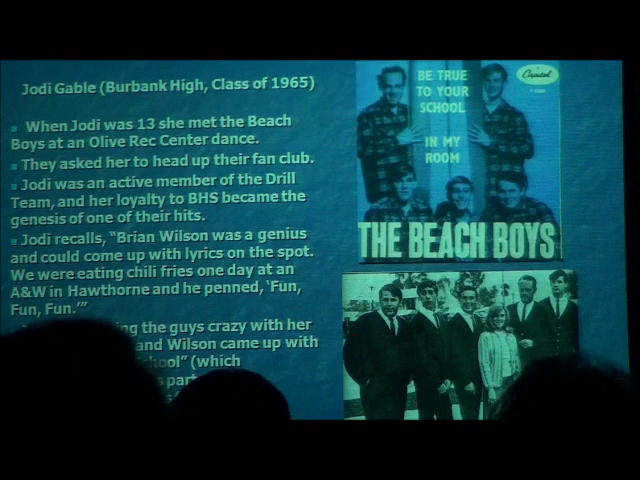 Jodi Gable (Burbank High, Class of 1965)
When Jodi was 13 she met the Beach
Boys at an Olive Rec Center dance.
They asked her to head up their fan club.
Jodi was an active member of the Drill
Team, and her loyalty to BHS became the
genesis of one of their hits.
Jodi recalls, “Brian Wilson was a genius
and could come up with lyrics on the spot.
We were eating chili fries one day at an
A&W in Hawthorne and he penned, ‘Fun,
Fun, Fun.’”
the guys crazy with her
and Wilson came up with
(which
BE TRUE
TO YOUR
SCHOOL
IN MY
ROOM
Capitol
THE BEACH BOYS